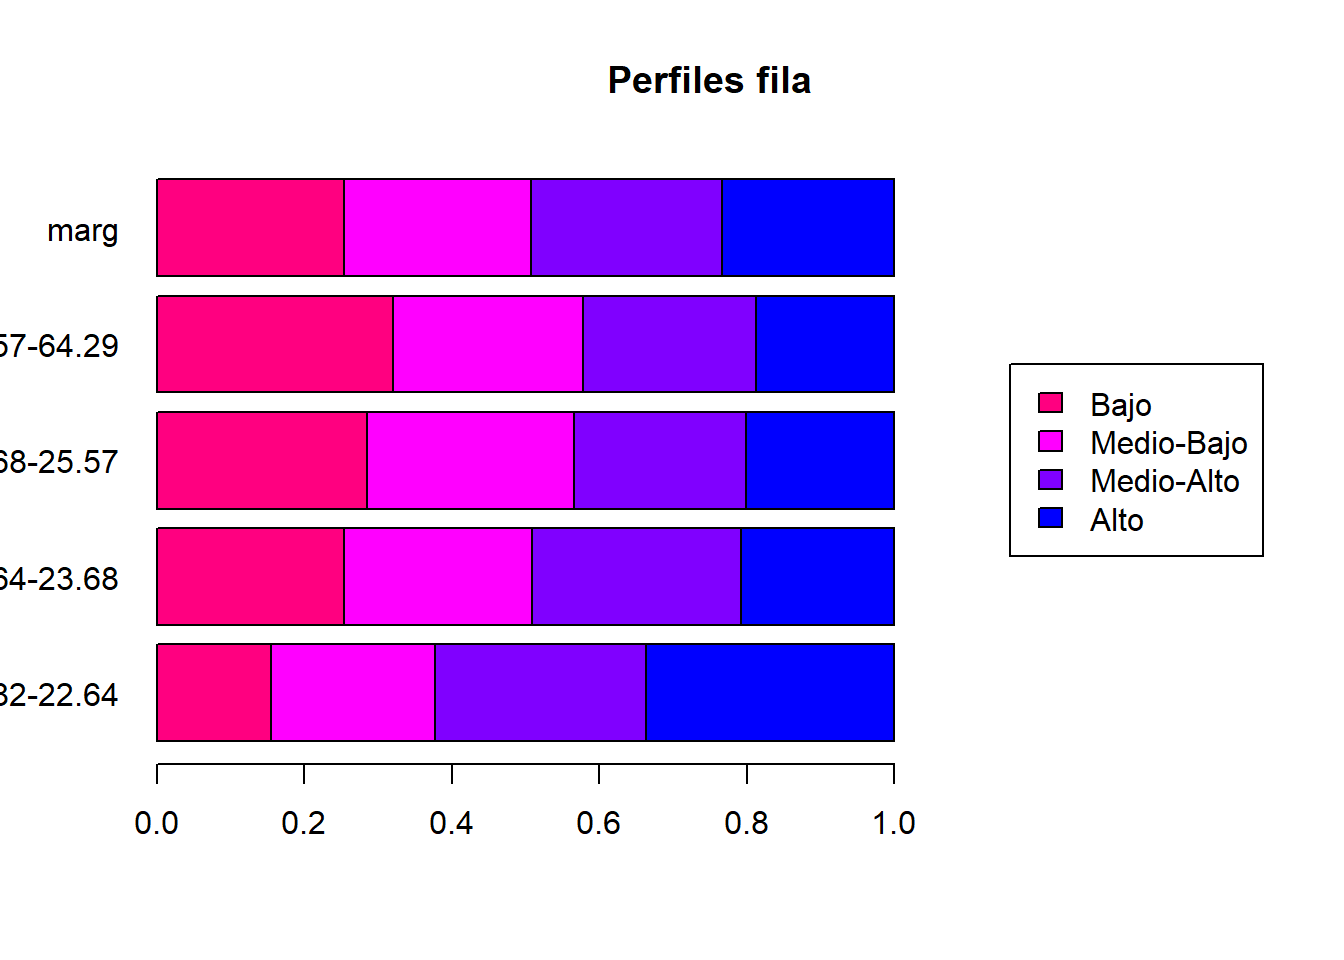 Perfiles fila
marg
57-64.29
68-25.57
64-23.68
32-22.64
0.0 0.2 0.4 0.6 0.8 1.0
Bajo
Medio-Bajo
Medio-Alto
Alto